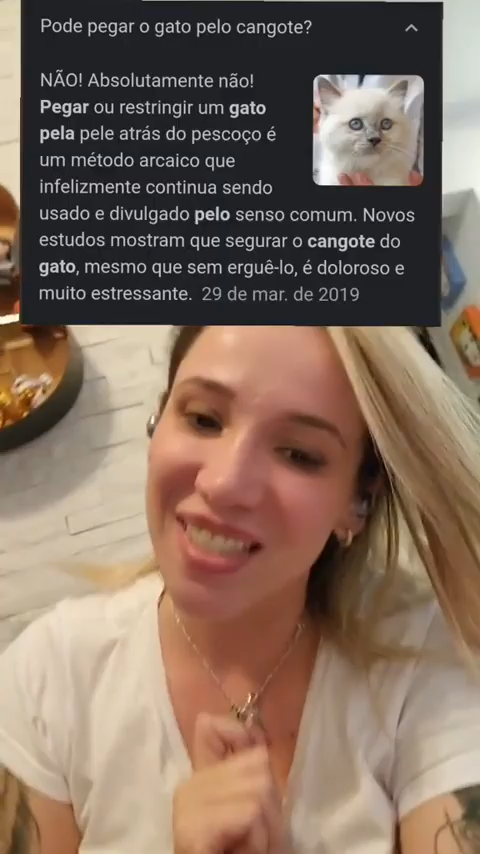 Pode pegar o gato pelo cangote?
NÃO! Absolutamente não!
Pegar ou restringir um gato
pela pele atrás do pescoço é
um método arcaico que
infelizmente continua sendo
usado e divulgado pelo senso comum. Novos
estudos mostram que segurar o cangote do
gato, mesmo que sem erguê-lo, é doloroso e
muito estressante. 29 de mar. de 2019